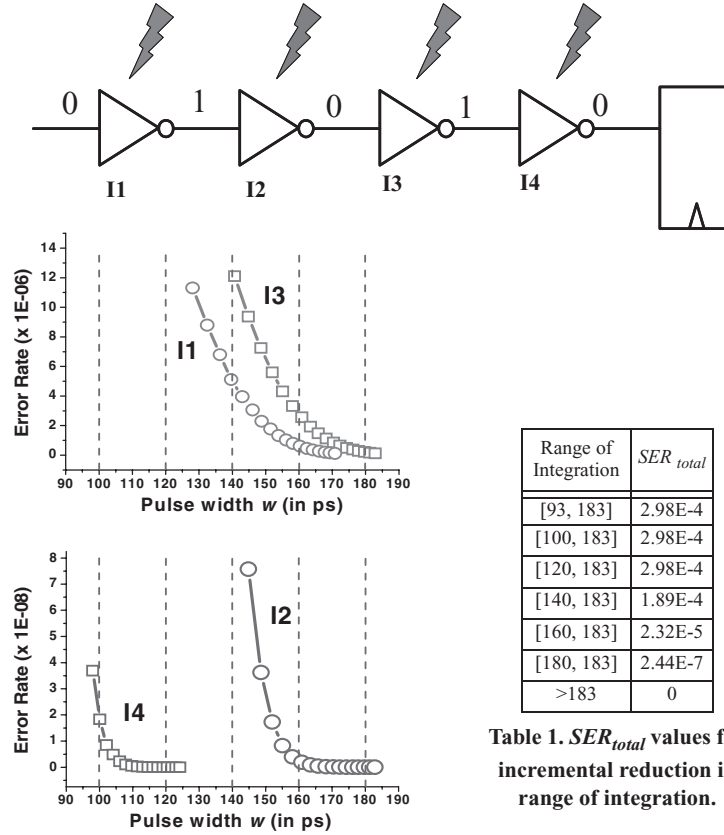 0 1 0 1 0
I1 I2 I3 I4
Error Rate (x 1E-06)
14
12
10
8
6
4
2
0
I3
I1
90 100 110 120 130 140 150 160 170 180 190
Pulse width w (in ps)
Error Rate (x 1E-08)
8
7
6
5
4
3
2
1
0
I2
I4
90 100 110 120 130 140 150 160 170 180 190
Pulse width w (in ps)
Range of Integration SER total
[93, 183] 2.98E-4
[100, 183] 2.98E-4
[120, 183] 2.98E-4
[140, 183] 1.89E-4
[160, 183] 2.32E-5
[180, 183] 2.44E-7
>183 0
Table 1. SERtotal values f
incremental reduction i
range of integration.